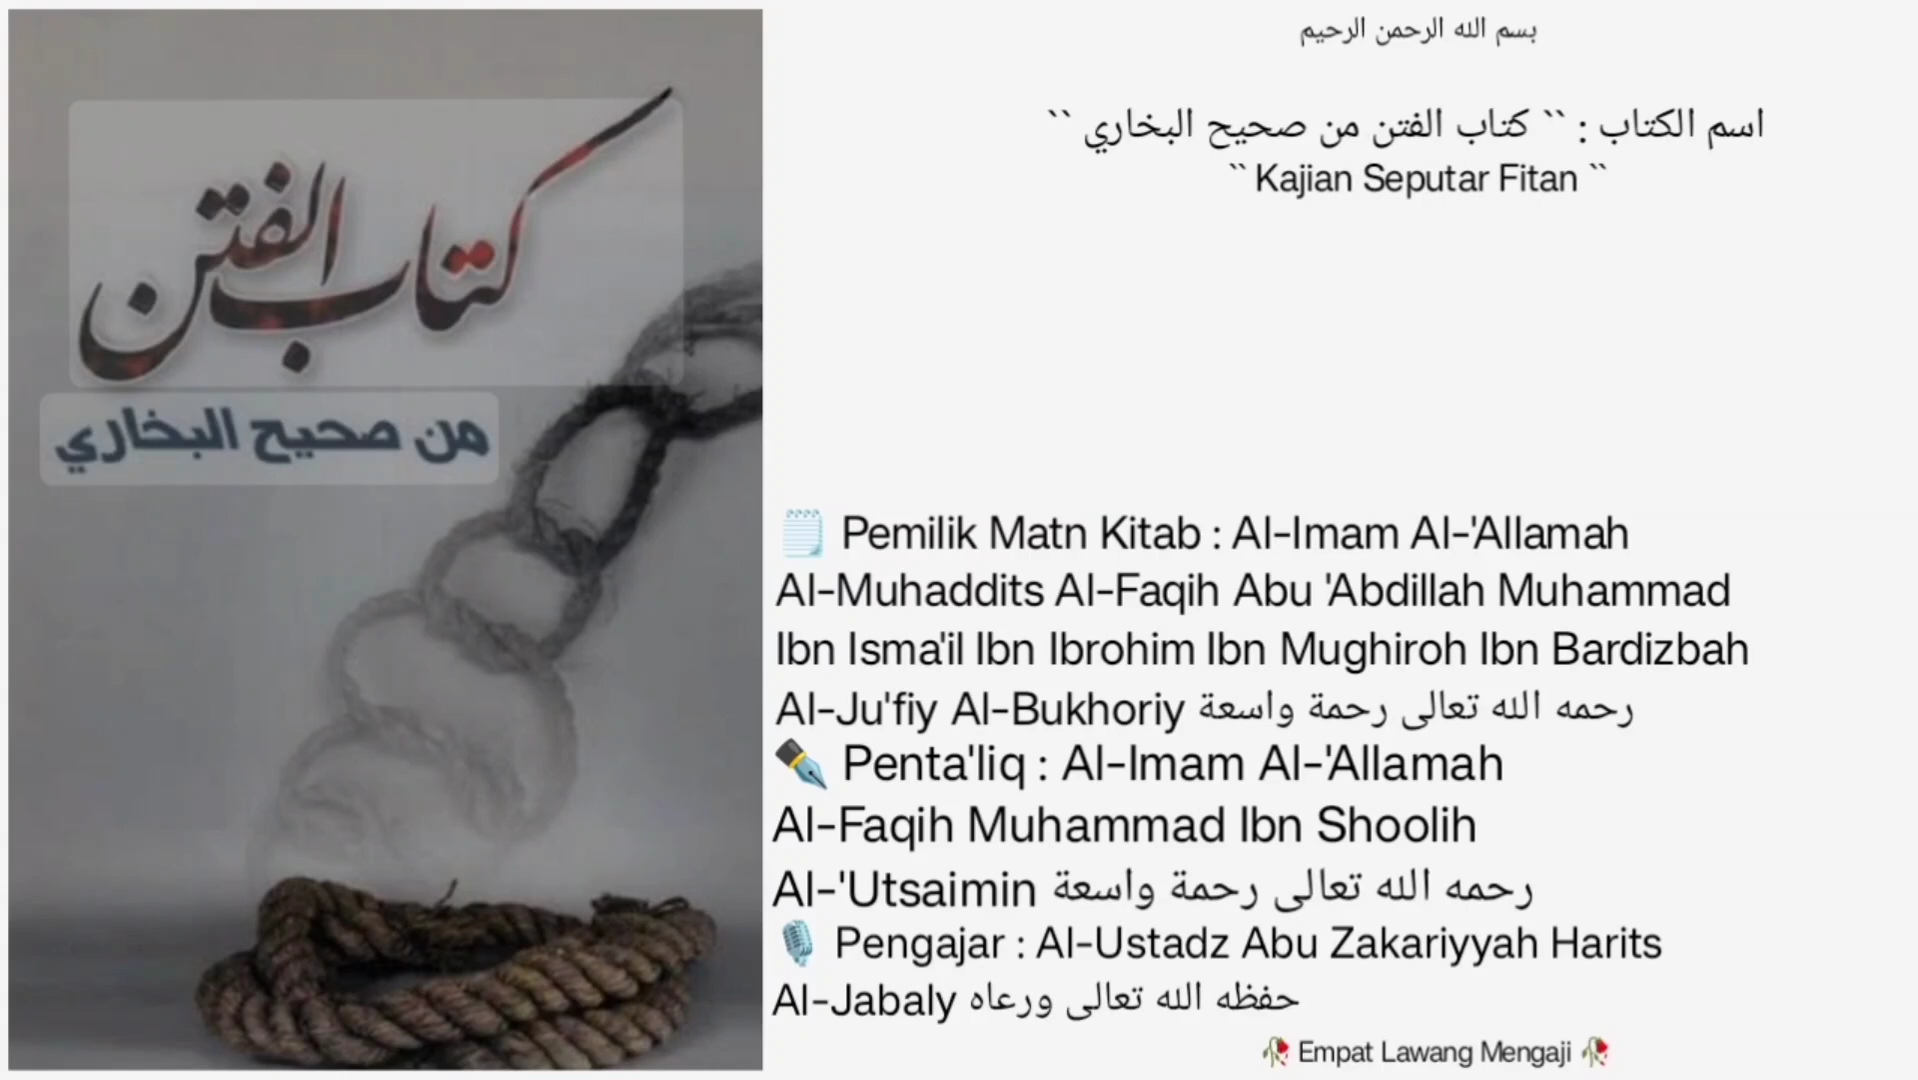 كتاب الفتن
من صحيح البخاري
بسم الله الرحمن الرحيم
اسم الكتاب : `` كتاب الفتن من صحيح البخاري ``
`` Kajian Seputar Fitan ``
🗒️ Pemilik Matn Kitab : Al-Imam Al-'Allamah
Al-Muhaddits Al-Faqih Abu 'Abdillah Muhammad
Ibn Isma'il Ibn Ibrohim Ibn Mughiroh Ibn Bardizbah
Al-Ju'fiy Al-Bukhoriy رحمه الله تعالى رحمة واسعة
✒️ Penta'liq : Al-Imam Al-'Allamah
Al-Faqih Muhammad Ibn Shoolih
Al-'Utsaimin رحمه الله تعالى رحمة واسعة
🎙️ Pengajar : Al-Ustadz Abu Zakariyyah Harits
Al-Jabaly حفظه الله تعالى ورعاه
🥀 Empat Lawang Mengaji 🥀